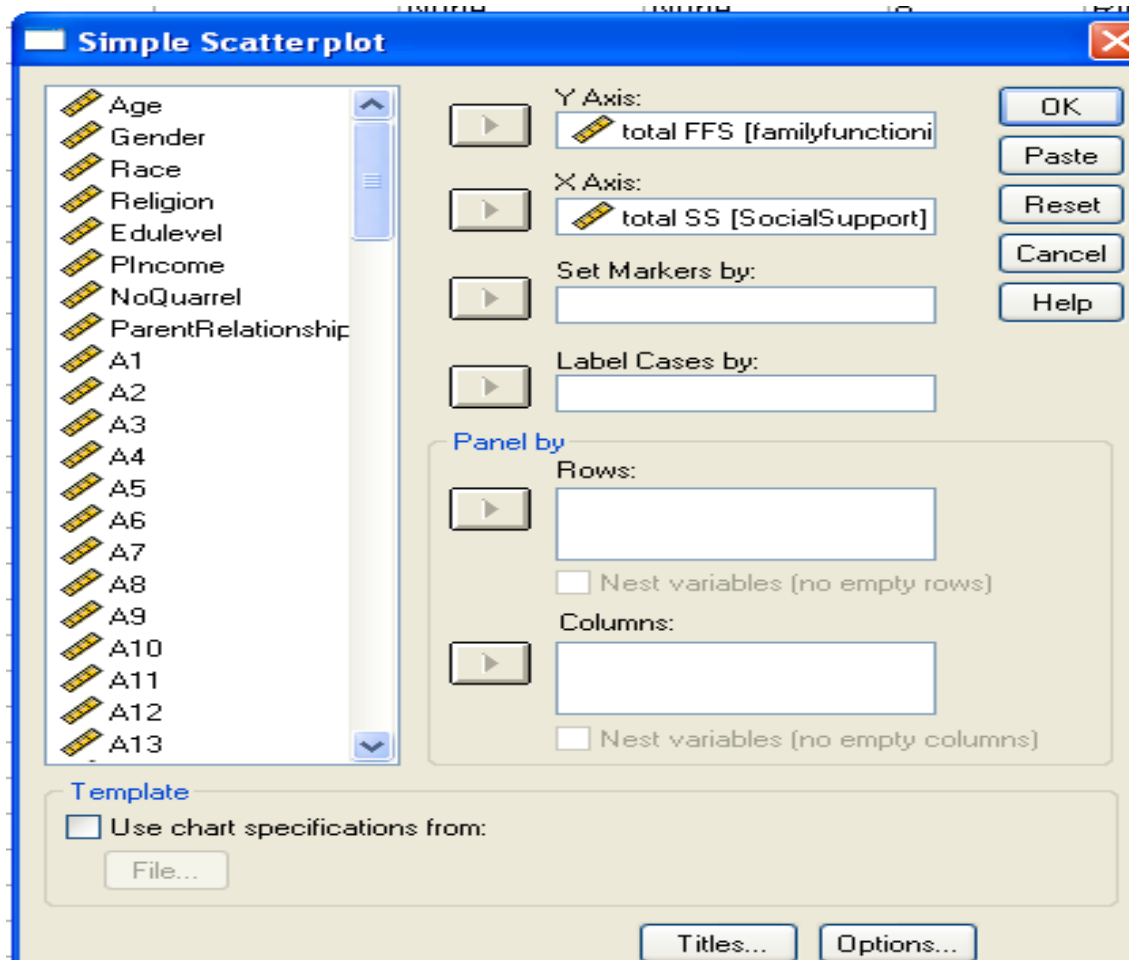 Simple Scatterplot
Age
Gender
Race
Religion
Edulevel
PIncome
NoQuarrel
ParentRelationship
A1
A2
A3
A4
A5
A6
A7
A8
A9
A10
A11
A12
A13
Y Axis:
total FFS [familyfunctioni
X Axis:
total SS [SocialSupport]
Set Markers by:
Label Cases by:
Panel by
Rows:
Nest variables (no empty rows)
Columns:
Nest variables (no empty columns)
OK
Paste
Reset
Cancel
Help
Template
Use chart specifications from:
File...
Titles...
Options...